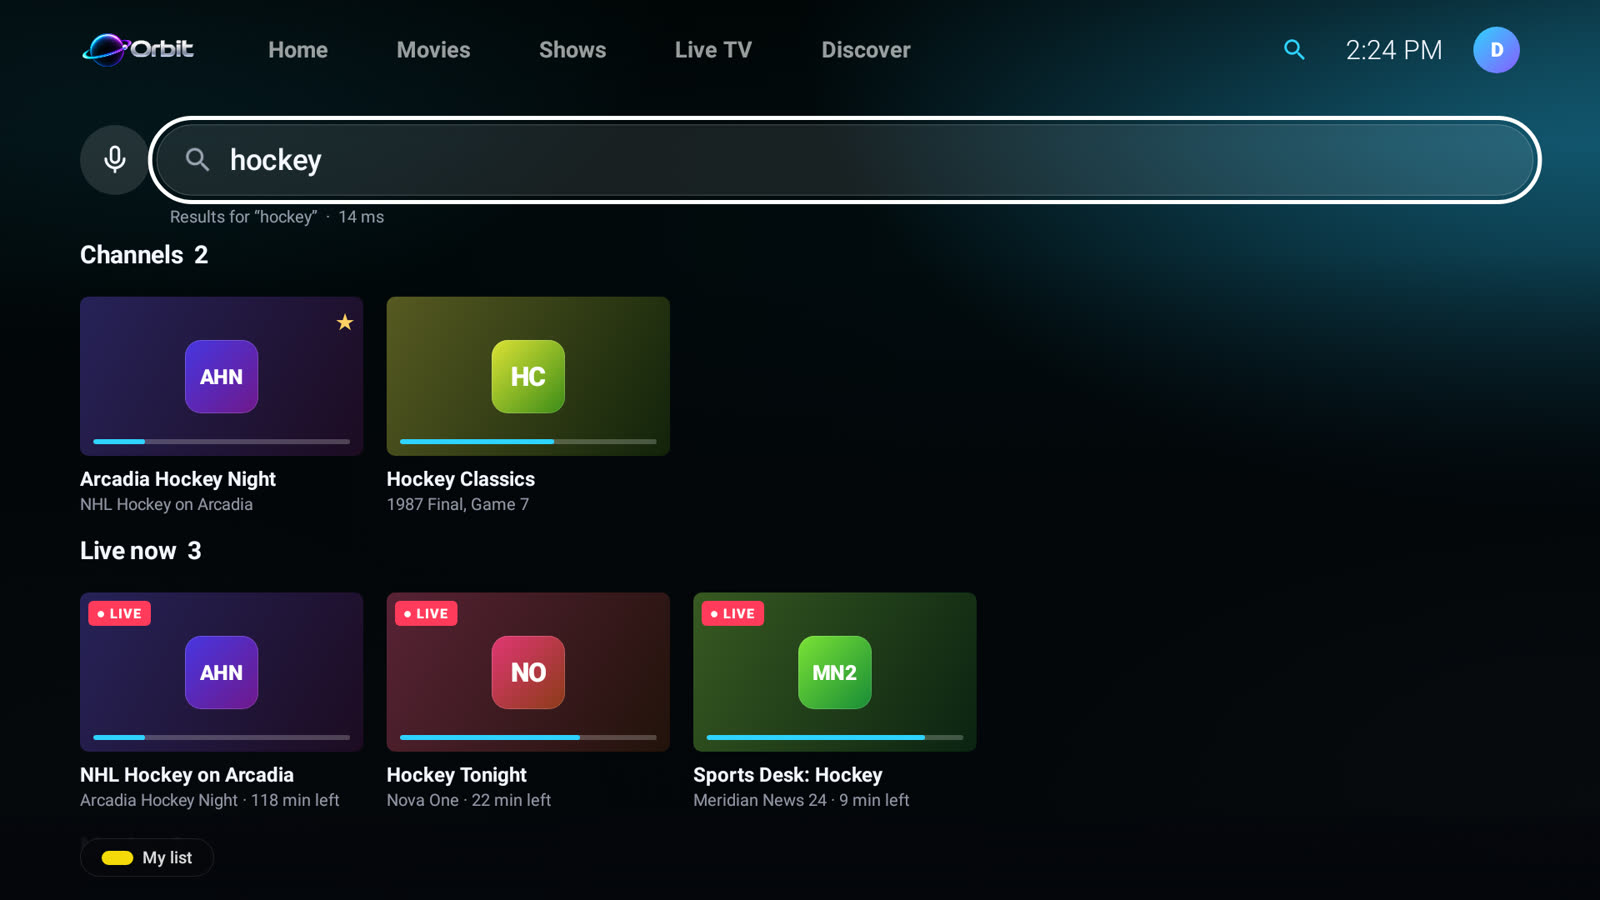 Orbit
Home
Movies
Shows
Live TV
Discover
2:24 PM
D
hockey
Results for “hockey” · 14 ms
Channels 2
AHN
HC
Arcadia Hockey Night
NHL Hockey on Arcadia
Hockey Classics
1987 Final, Game 7
Live now 3
LIVE
AHN
LIVE
NO
LIVE
MN2
NHL Hockey on Arcadia
Arcadia Hockey Night · 118 min left
Hockey Tonight
Nova One · 22 min left
Sports Desk: Hockey
Meridian News 24 · 9 min left
My list